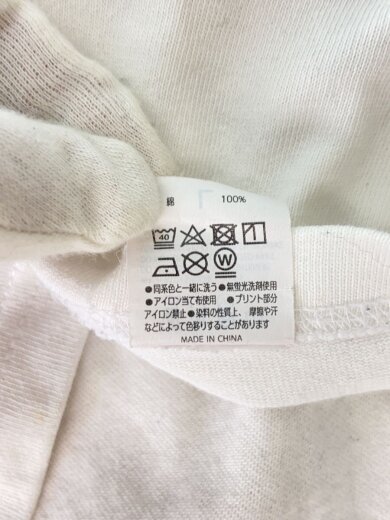 綿 100%
40
W
●同系色と一緒に洗う ●無蛍光洗剤使用
●アイロン当て布使用 ●プリント部分
アイロン禁止 ●染料の性質上、摩擦や汗
などによって色移りすることがあります
MADE IN CHINA